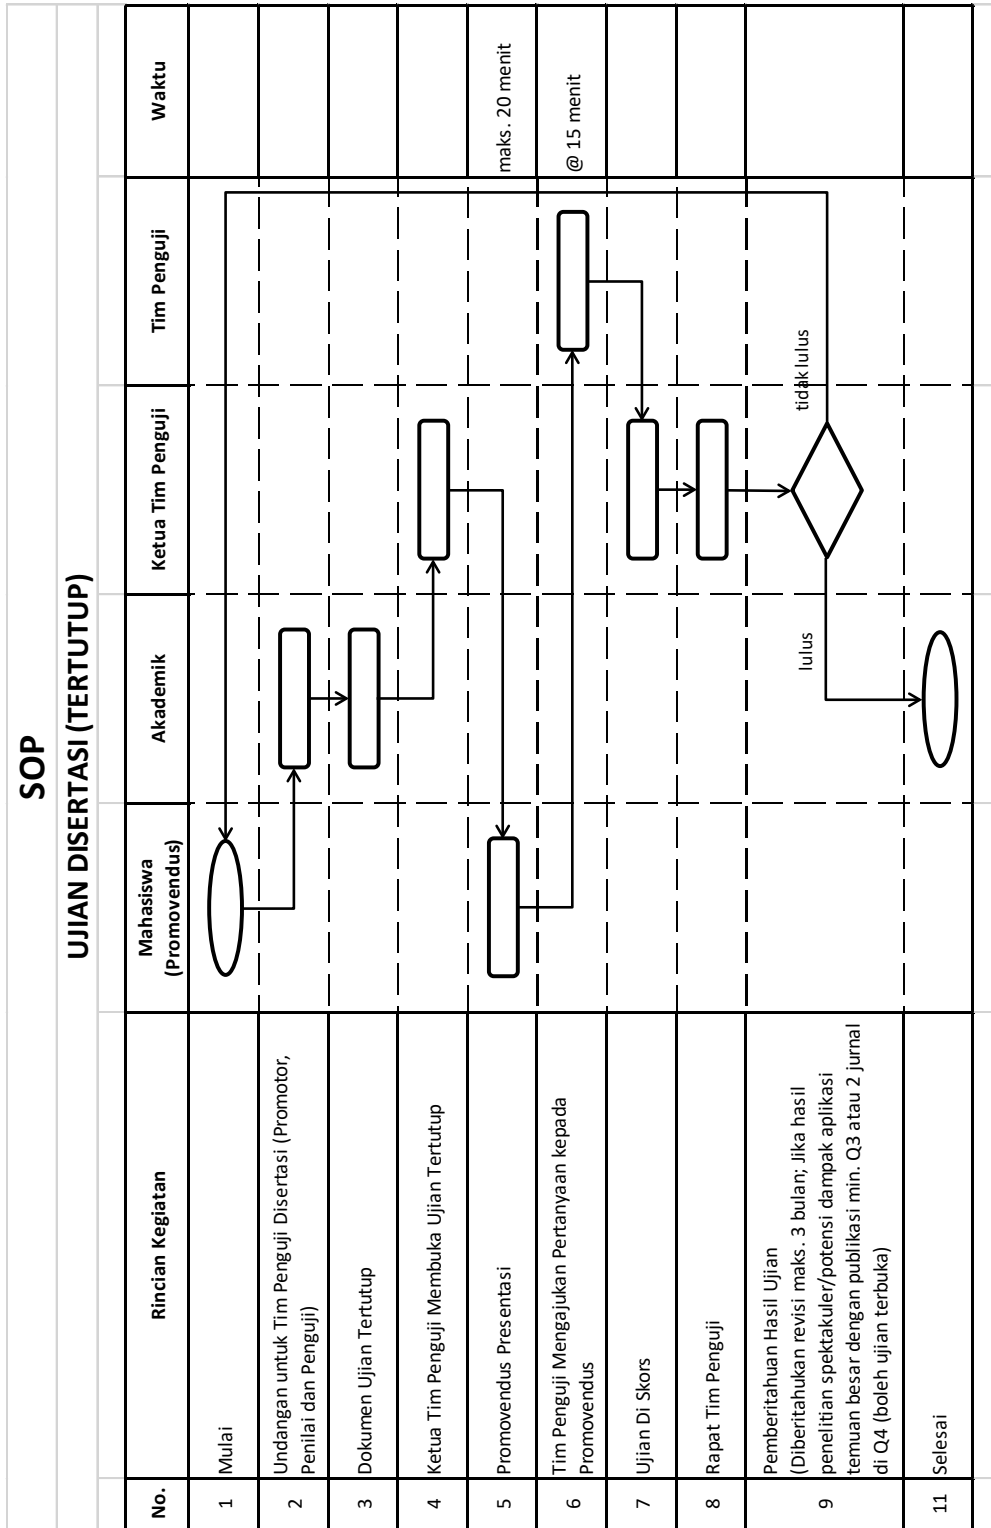 SOP
UJIAN DISERTASI (TERTUTUP)
No.
Rincian Kegiatan
Mahasiswa
(Promovendus)
Akademik
Ketua Tim Penguji
Tim Penguji
Waktu
1
Mulai
2
Undangan untuk Tim Penguji Disertasi (Promotor,
Penilai dan Penguji)
3
Dokumen Ujian Tertutup
4
Ketua Tim Penguji Membuka Ujian Tertutup
5
Promovendus Presentasi
maks. 20 menit
6
Tim Penguji Mengajukan Pertanyaan kepada
Promovendus
@ 15 menit
7
Ujian Di Skors
8
Rapat Tim Penguji
9
Pemberitahuan Hasil Ujian
(Diberitahukan revisi maks. 3 bulan; Jika hasil
penelitian spektakuler/potensi dampak aplikasi
temuan besar dengan publikasi min. Q3 atau 2 jurnal
di Q4 (boleh ujian terbuka)
lulus
tidak lulus
11
Selesai